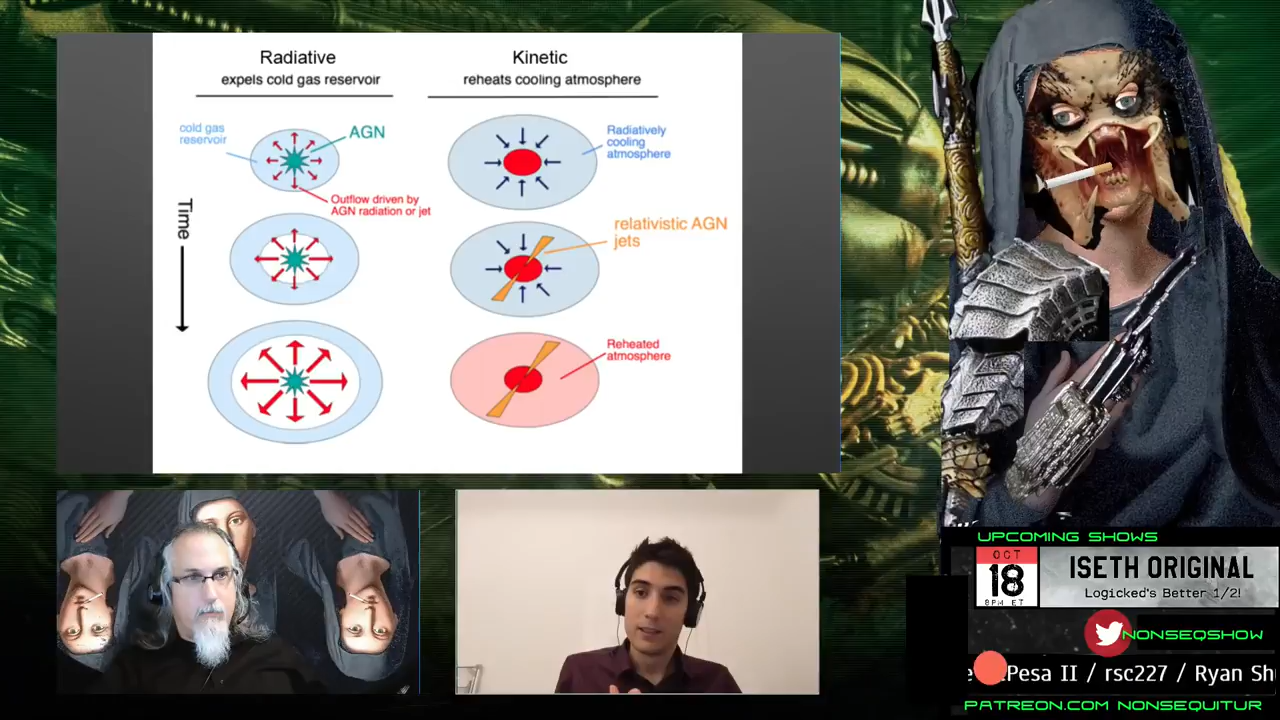 Radiative
expels cold gas reservoir
cold gas
reservoir
AGN
Outflow driven by
AGN radiation or jet
Time
Kinetic
reheats cooling atmosphere
Radiatively
cooling
atmosphere
relativistic AGN
jets
Reheated
atmosphere
UPCOMING SHOWS
OCT
18
8PM ET
ISETH ORIGINAL
Logicked's Better 1/2!
NONSEQSHOW
Pesa II / rsc227 / Ryan Sh
PATREON.COM NONSEQUITUR